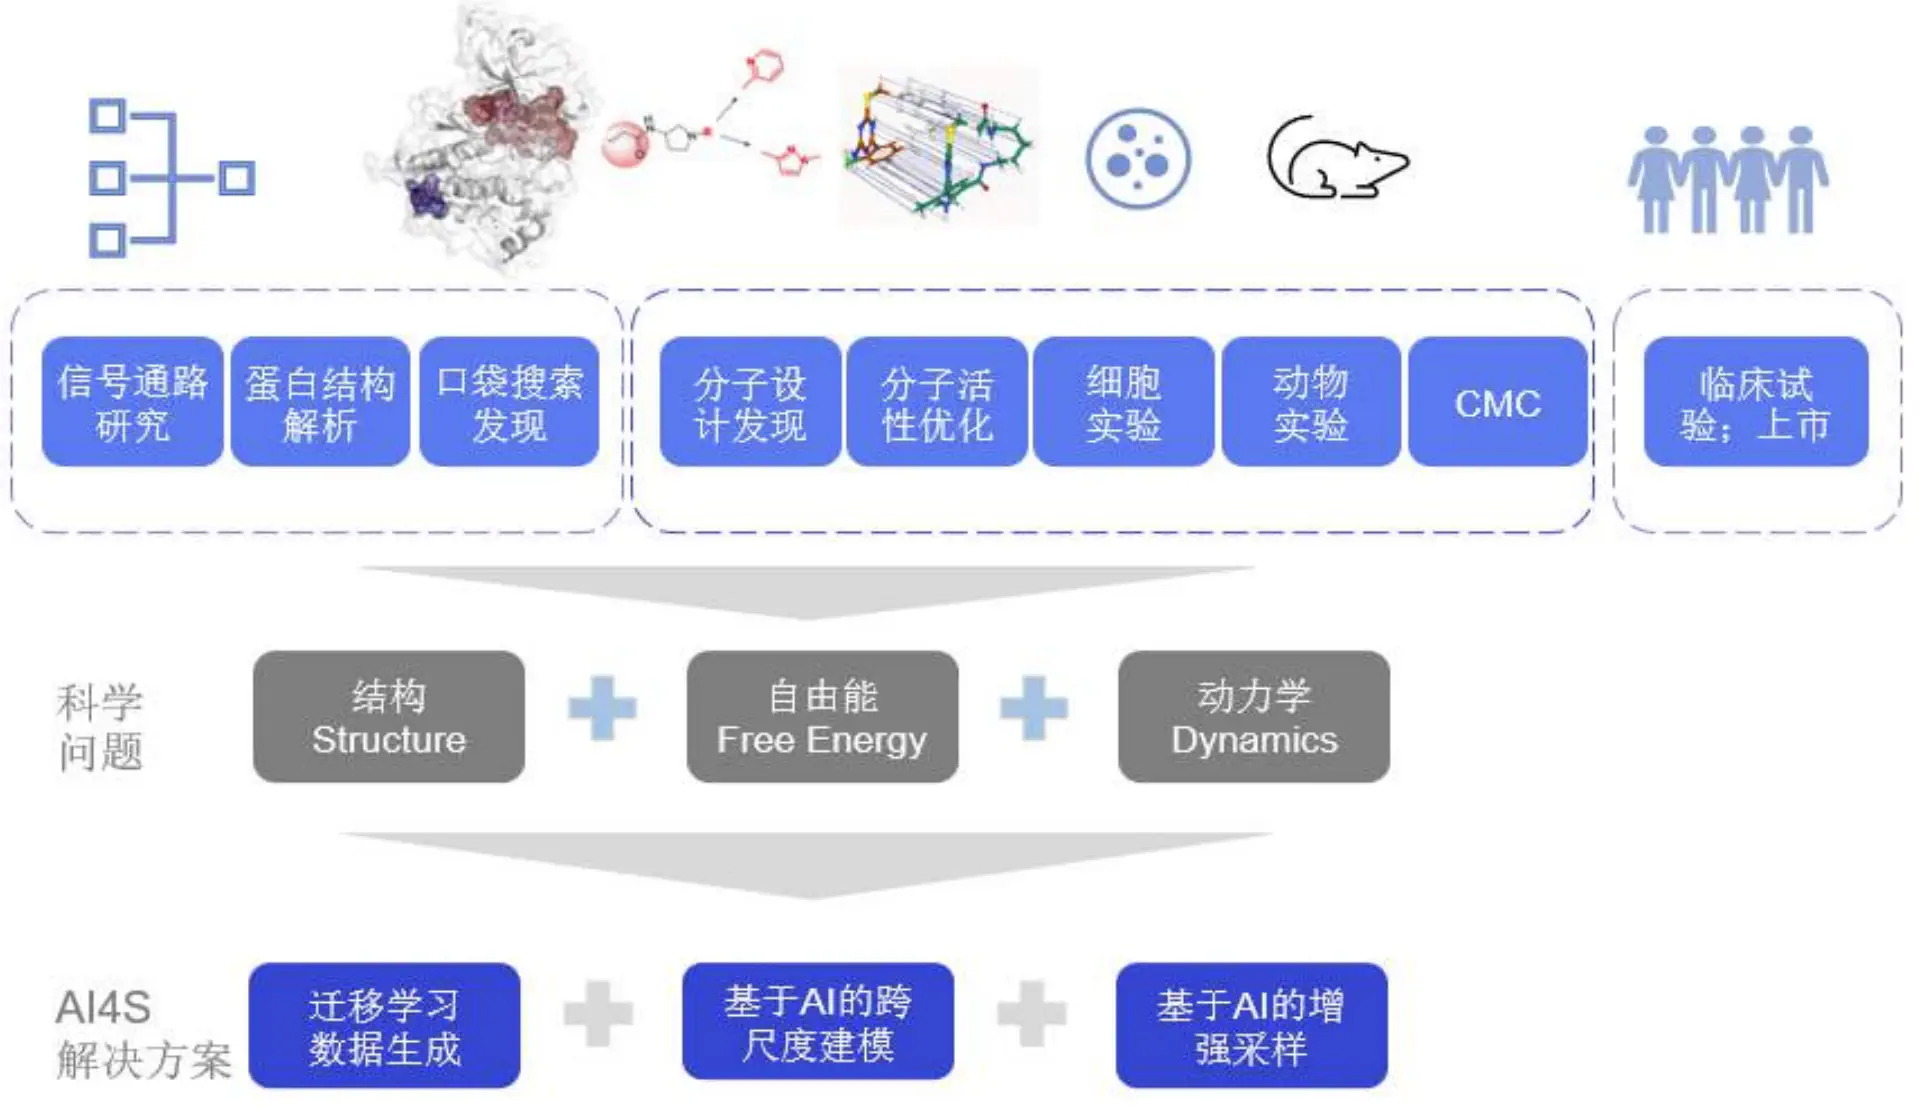 信号通路
研究
蛋白结构
解析
口袋搜索
发现
分子设
计发现
分子活
性优化
细胞
实验
动物
实验
CMC
临床试
验；上市
科学
问题
结构
Structure
自由能
Free Energy
动力学
Dynamics
AI4S
解决方案
迁移学习
数据生成
基于AI的跨
尺度建模
基于AI的增
强采样